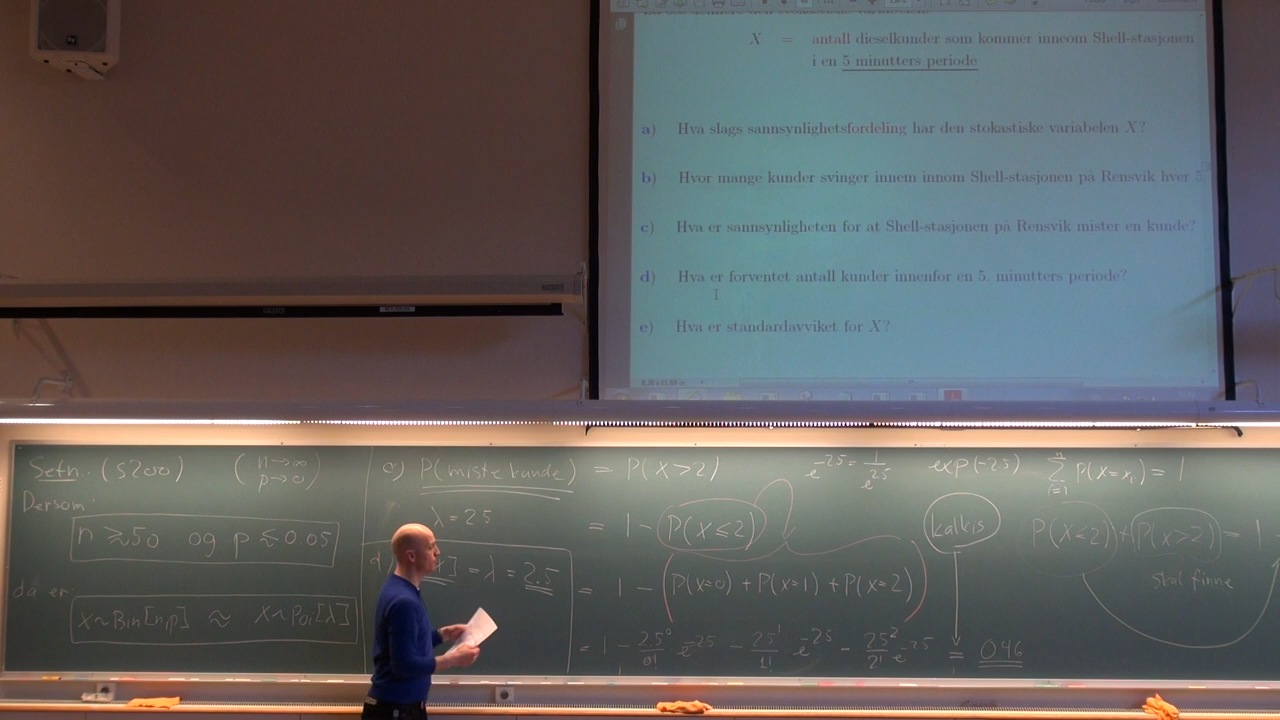 X = antall dieselkunder som kommer innom Shell-stasjonen
i en 5 minutters periode
a) Hva slags sannsynlighetsfordeling har den stokastiske variabelen X?
b) Hvor mange kunder svinger innem innom Shell-stasjonen på Rensvik hver 5
c) Hva er sannsynligheten for at Shell-stasjonen på Rensvik mister en kunde?
d) Hva er forventet antall kunder innenfor en 5. minutters periode?
e) Hva er standardavviket for X?
Setn. (S200) (n→∞
p→0)
Dersom
n ≥ 50 og p ≤ 0.05
da er:
X~Bin[n,p] ≈ X~Poi[λ]
c) P(miste kunde) = P(X>2)
λ = 2.5
= 1 - P(X≤2)
d) = λ = 2.5
= 1 - (P(X=0) + P(X=1) + P(X=2))
= 1 - 2.5⁰/0! e^-2.5 - 2.5¹/1! e^-2.5 - 2.5²/2! e^-2.5 = 0.46
e^-2.5 = 1/e^2.5
exp(-2.5)
kalkis
∑ᵢ₌₁ⁿ P(X=xᵢ) = 1
P(X≤2) + P(X>2) = 1
skal finne